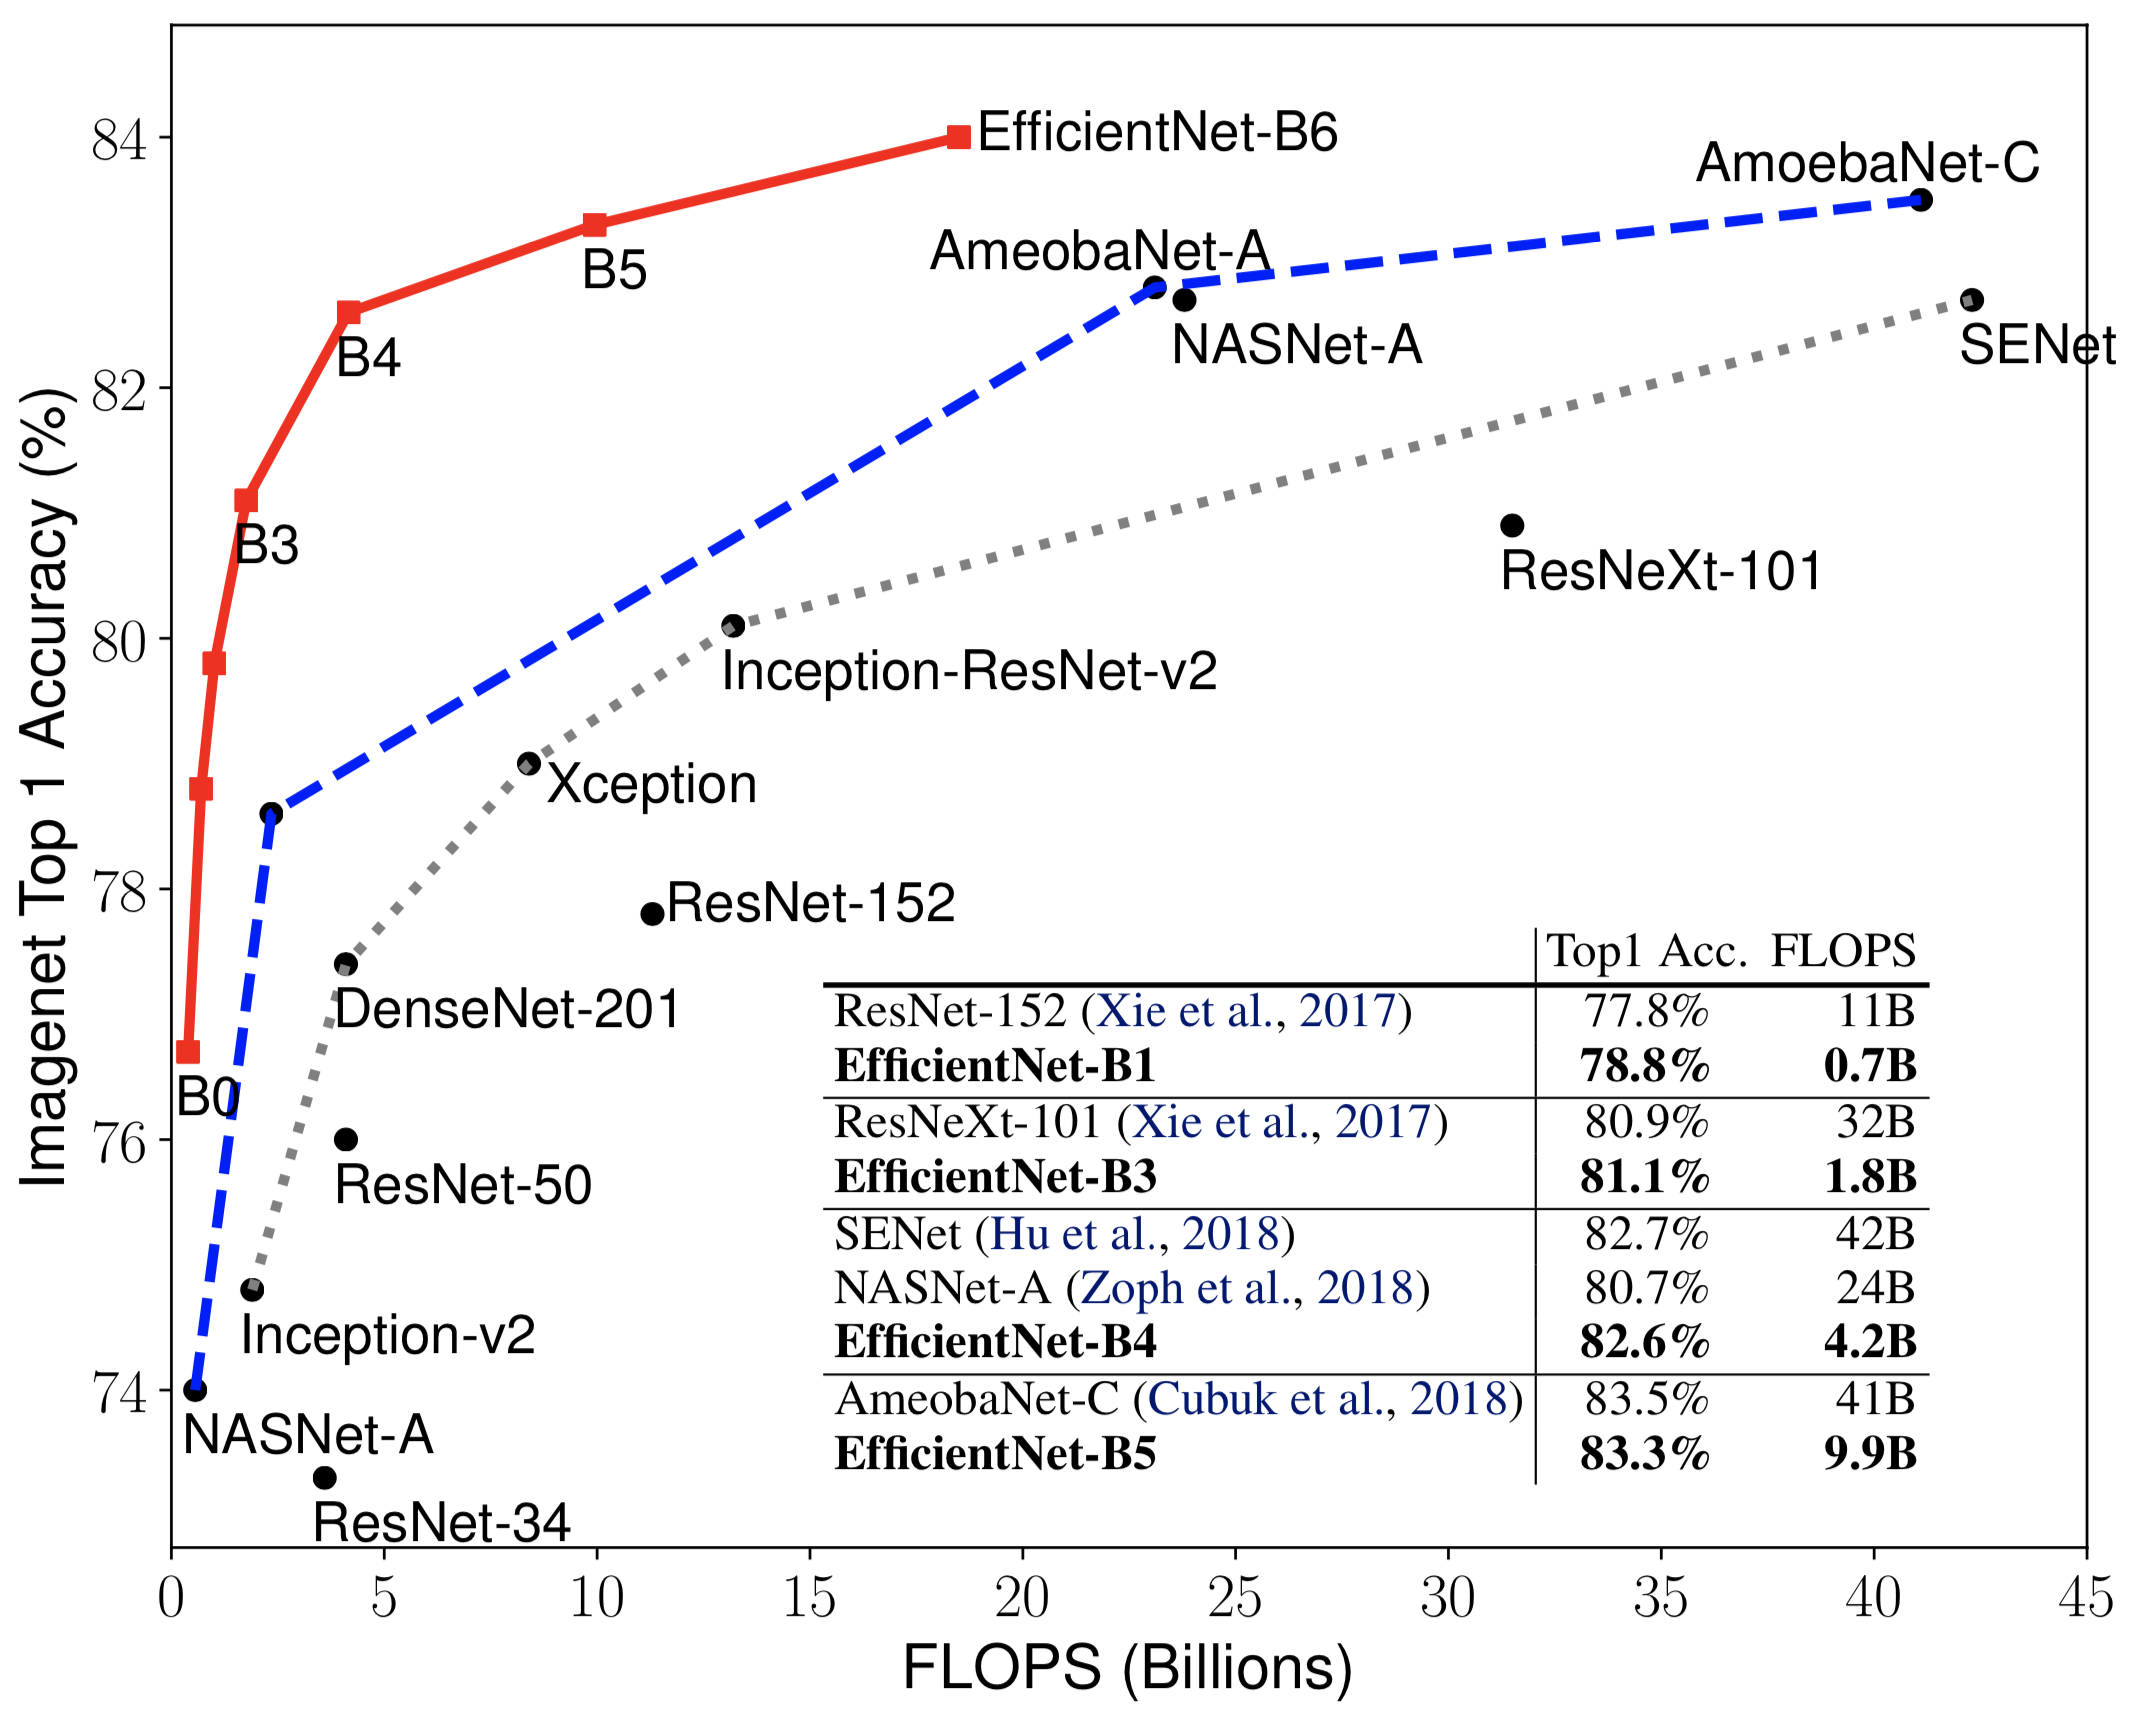 Imagenet Top 1 Accuracy (%)
84
82
80
78
76
74
EfficientNet-B6
AmoebaNet-C
AmeobaNet-A
B5
NASNet-A
SENet
B4
B3
ResNeXt-101
Inception-ResNet-v2
Xception
ResNet-152
DenseNet-201
B0
ResNet-50
Inception-v2
NASNet-A
ResNet-34
Top1 Acc. FLOPS
ResNet-152 (Xie et al., 2017) 77.8% 11B
EfficientNet-B1 78.8% 0.7B
ResNeXt-101 (Xie et al., 2017) 80.9% 32B
EfficientNet-B3 81.1% 1.8B
SENet (Hu et al., 2018) 82.7% 42B
NASNet-A (Zoph et al., 2018) 80.7% 24B
EfficientNet-B4 82.6% 4.2B
AmeobaNet-C (Cubuk et al., 2018) 83.5% 41B
EfficientNet-B5 83.3% 9.9B
0 5 10 15 20 25 30 35 40 45
FLOPS (Billions)